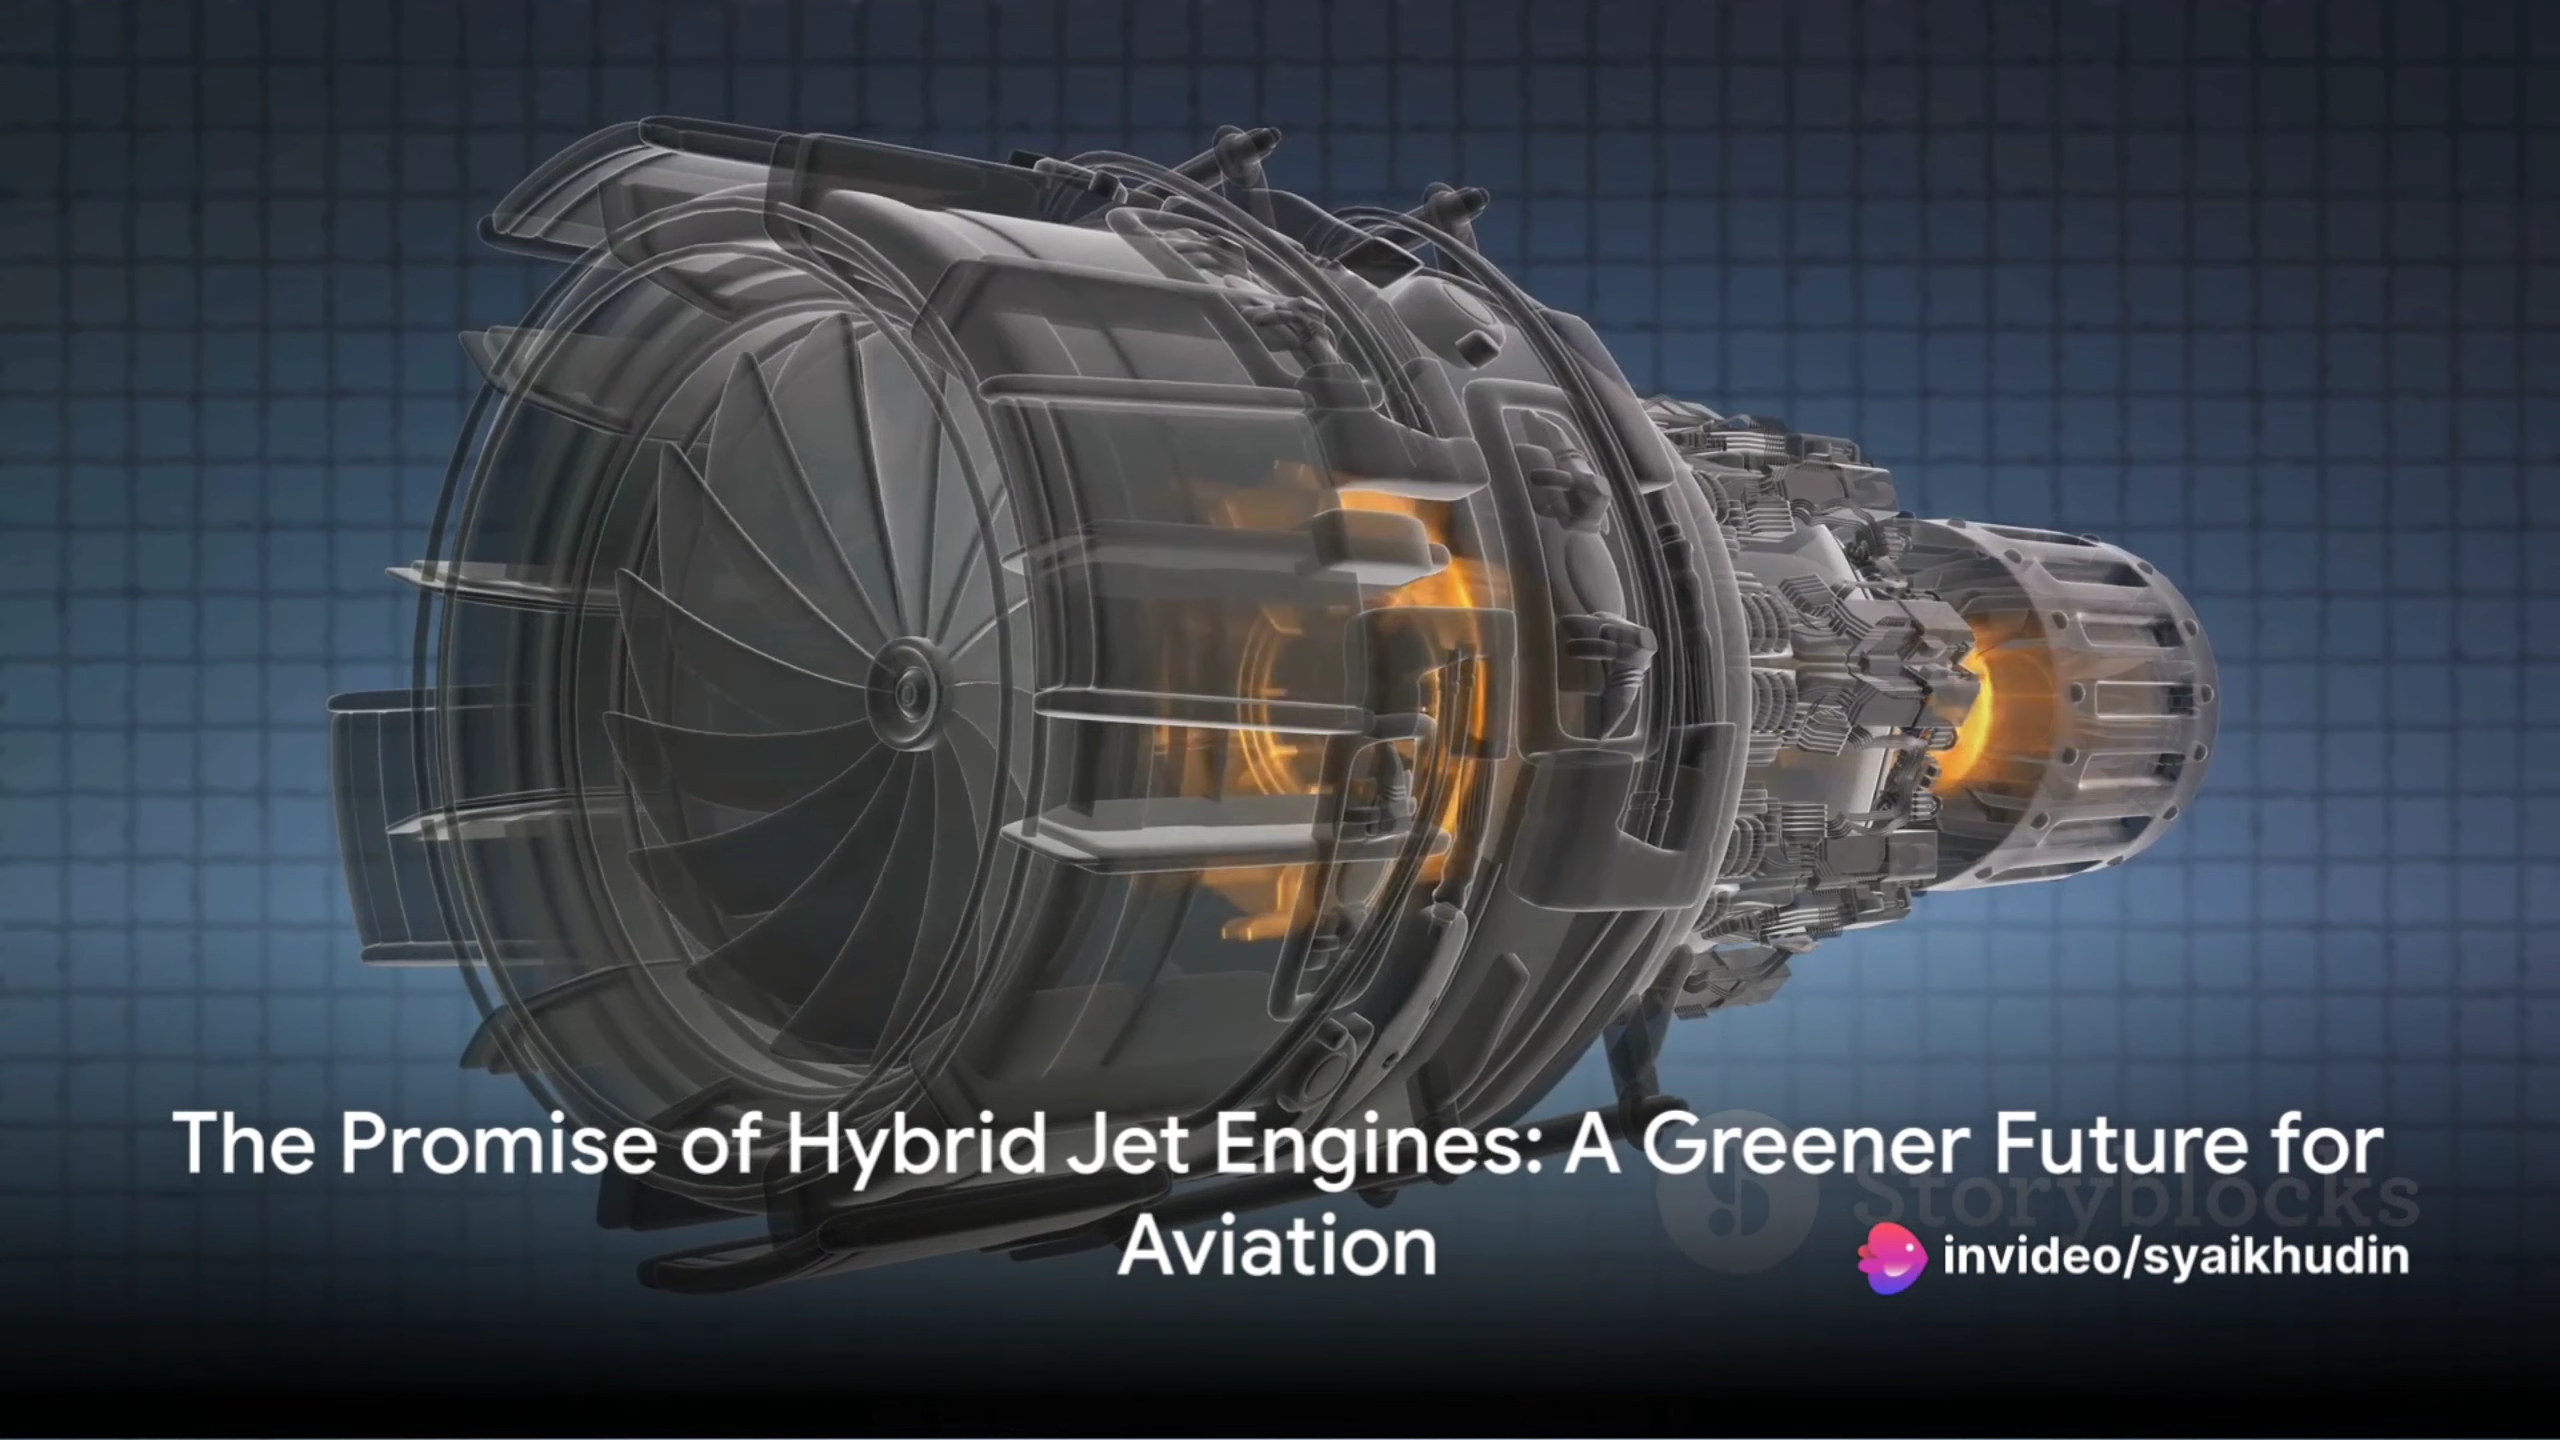 The Promise of Hybrid Jet Engines: A Greener Future for
Aviation
Storyblocks
invideo/syaikhudin